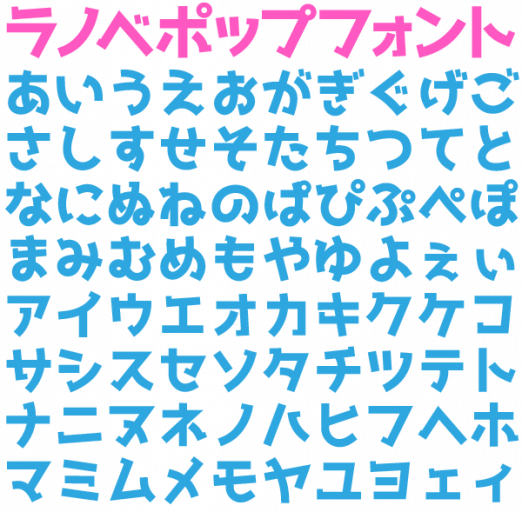 ラノベポップフォント
あいうえおがぎぐげご
さしすせそたちつてと
なにぬねのぱぴぷぺぽ
まみむめもやゆよぇぃ
アイウエオカキクケコ
サシスセソタチツテト
ナニヌネノハヒフヘホ
マミムメモヤユヨェィ